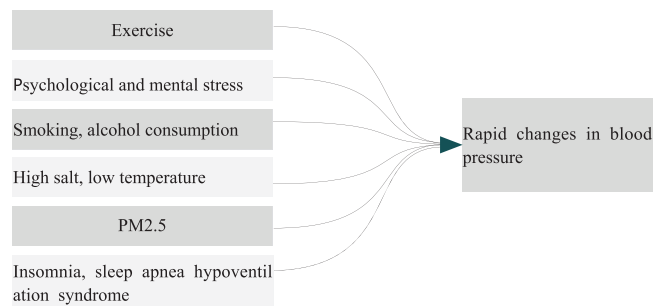 Exercise
Psychological and mental stress
Smoking, alcohol consumption
High salt, low temperature
PM2.5
Insomnia, sleep apnea hypoventil
ation syndrome
Rapid changes in blood
pressure